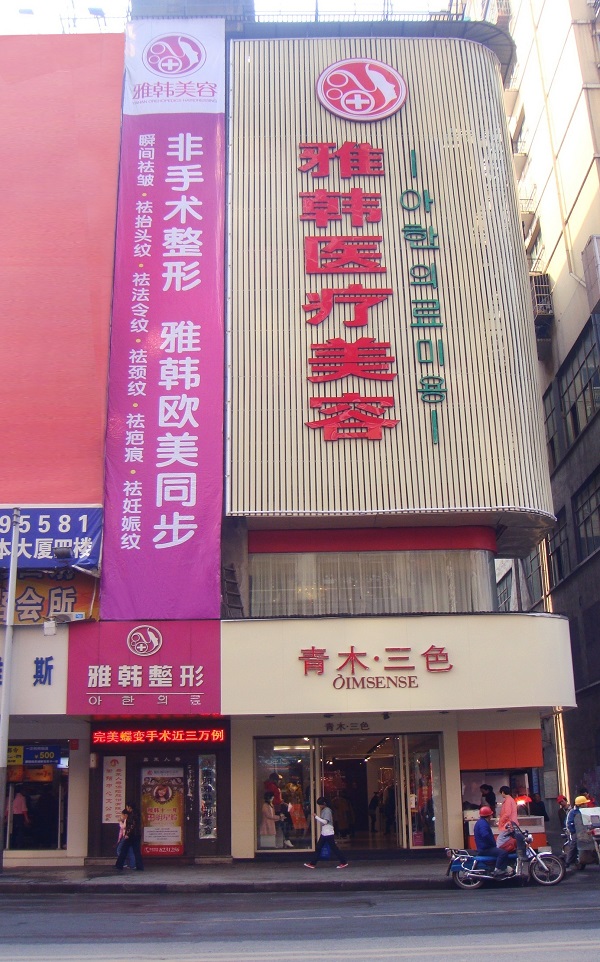 雅韩美容
非手术整形 雅韩欧美同步
瞬间祛皱·祛抬头纹·祛法令纹·祛颈纹·祛疤痕·祛妊娠纹
雅韩医疗美容
아한의료미용
95581
本大厦四楼
会所
斯
雅韩整形
아한의료
青木·三色
ÒIMSENSE
青木·三色
完美蝶变手术近三万例
8231256
500